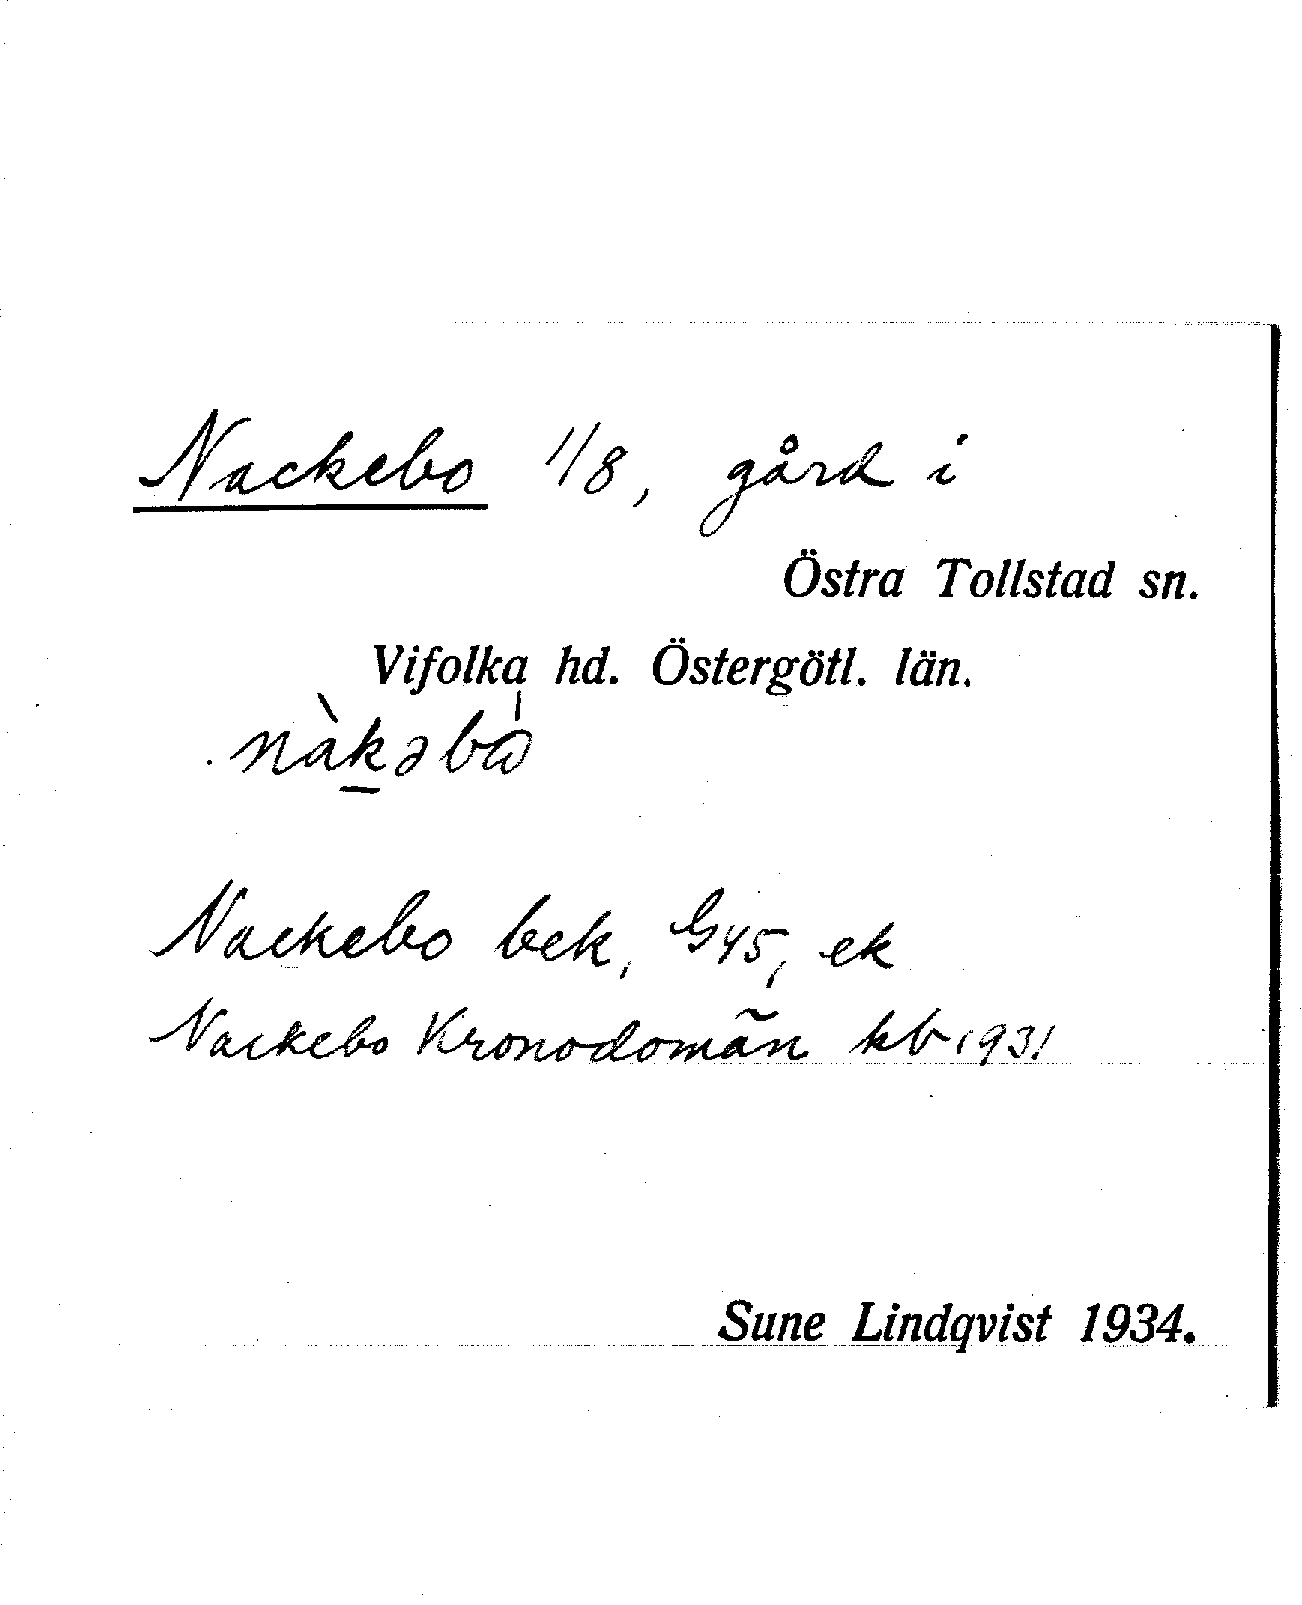 Nackebo 1/8, gård i
Östra Tollstad sn.
Vifolka hd. Östergötl. län.
nàkəbɷ̀
Nackebo bek, G45, ek
Nackebo Kronodomän kb 1931
Sune Lindqvist 1934.